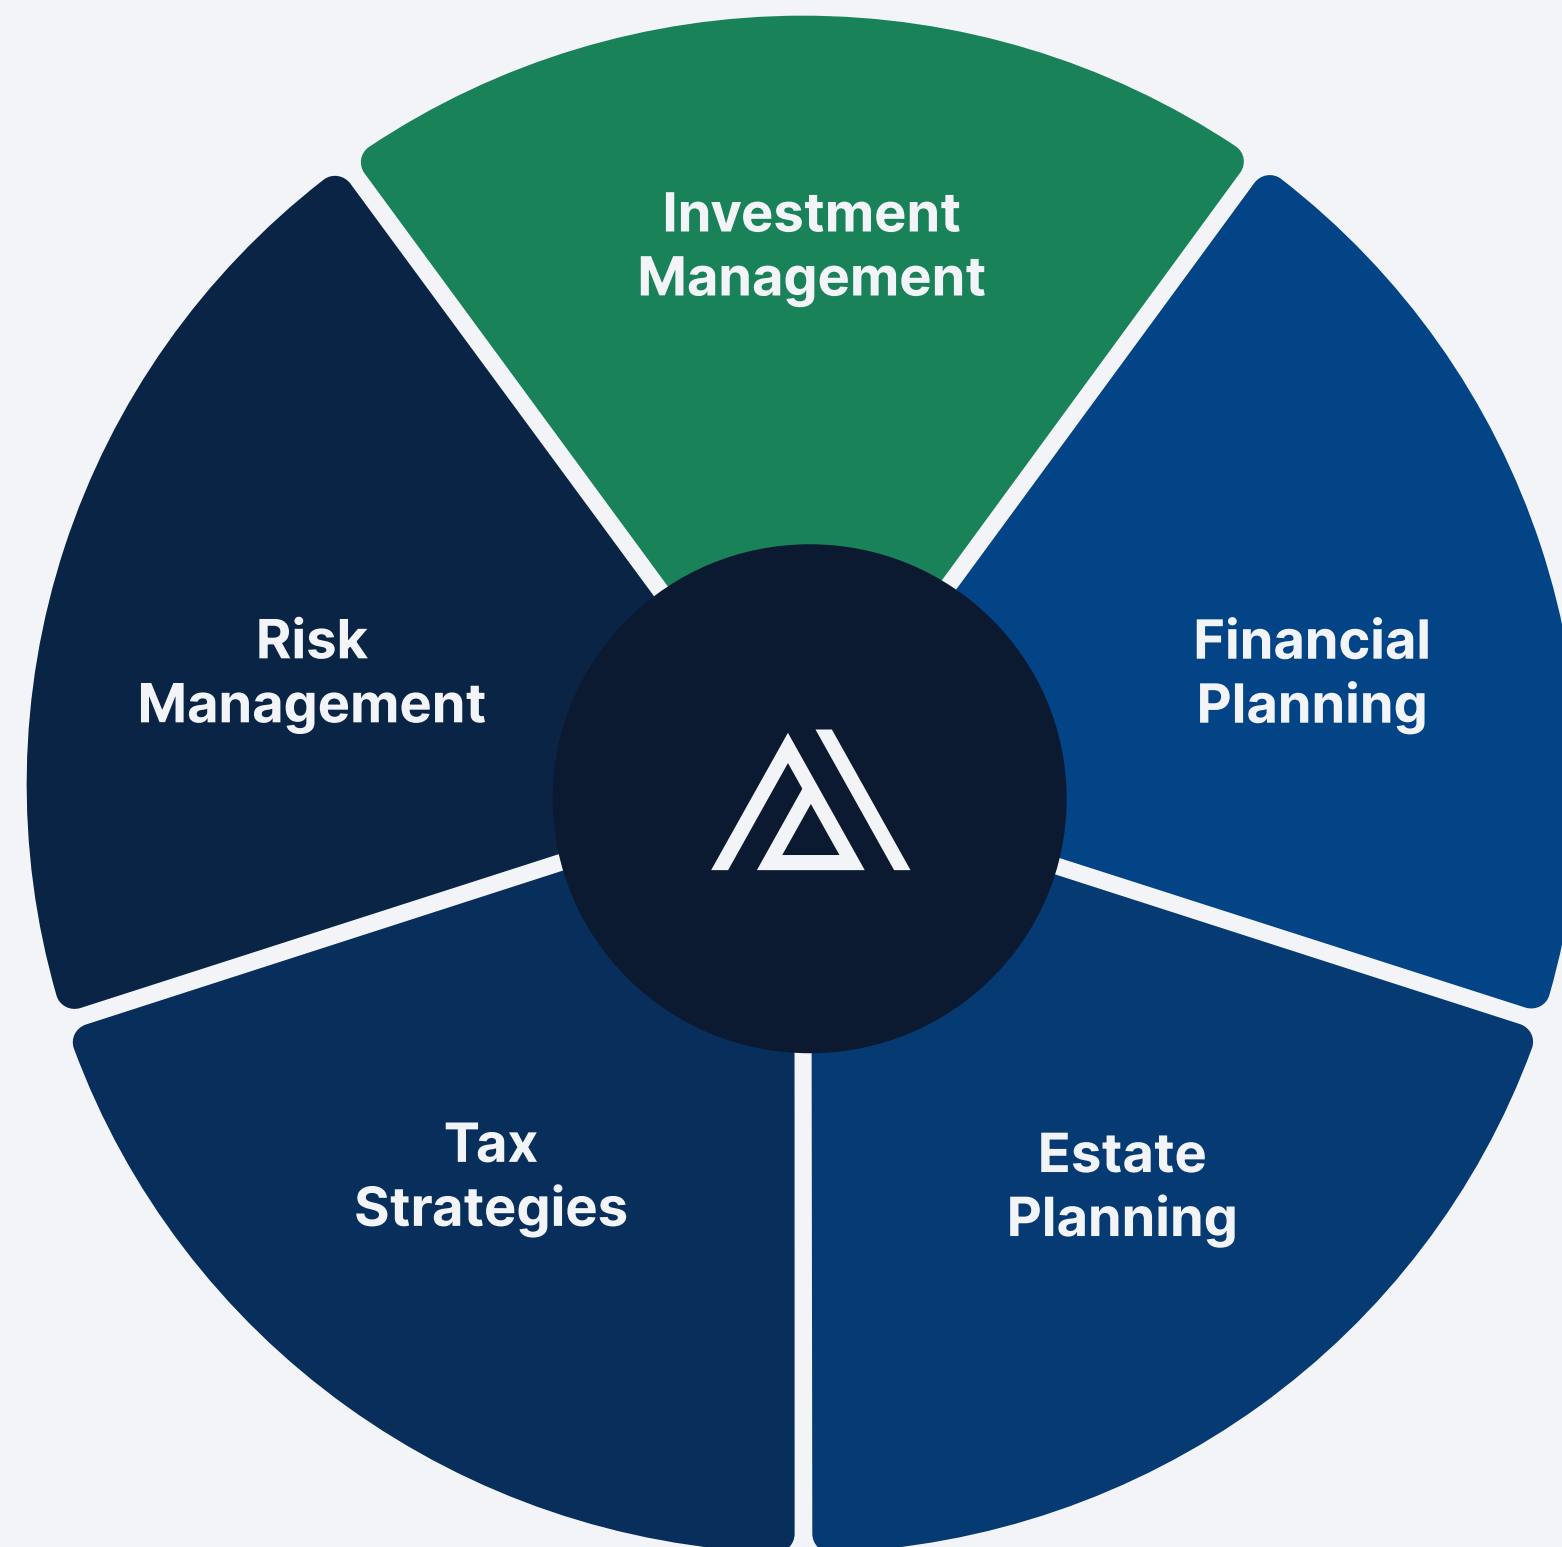 Investment
Management
Risk
Management
Financial
Planning
Tax
Strategies
Estate
Planning